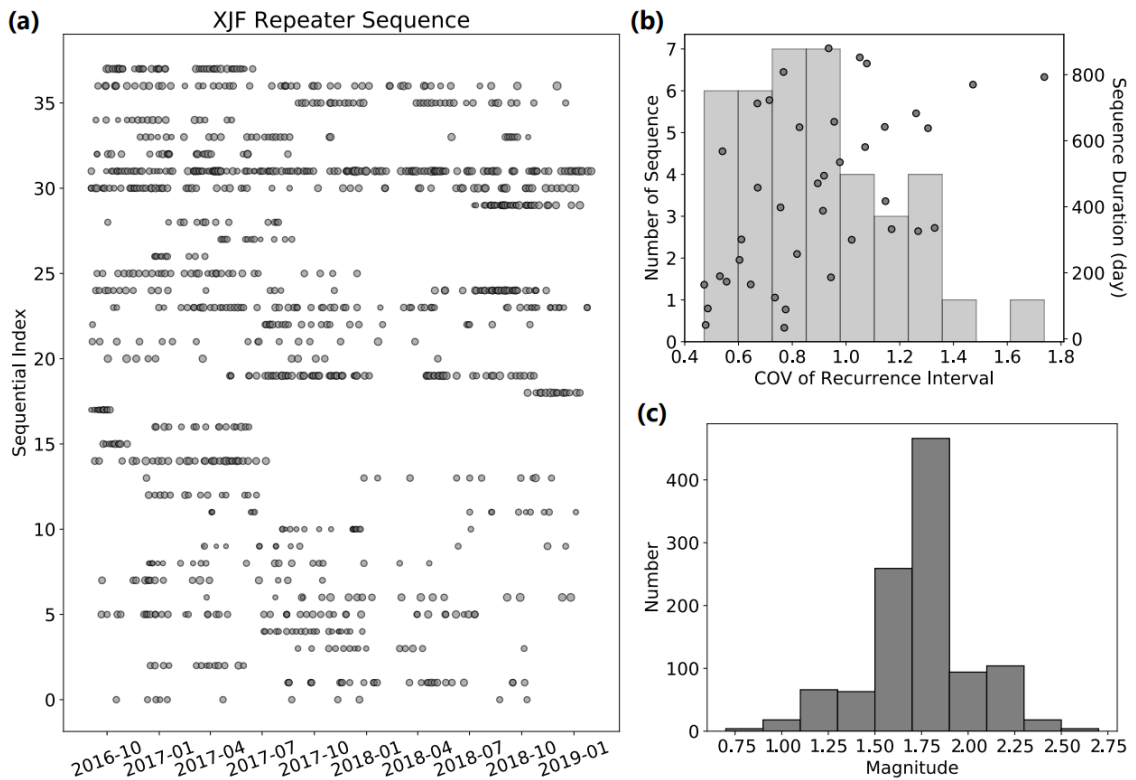 (a)
XJF Repeater Sequence
35
30
25
20
15
10
5
0
Sequential Index
2016-10 2017-01 2017-04 2017-07 2017-10 2018-01 2018-04 2018-07 2018-10 2019-01
(b)
7
6
5
4
3
2
1
0
Number of Sequence
800
600
400
200
0
Sequence Duration (day)
0.4 0.6 0.8 1.0 1.2 1.4 1.6 1.8
COV of Recurrence Interval
(c)
400
300
200
100
0
Number
0.75 1.00 1.25 1.50 1.75 2.00 2.25 2.50 2.75
Magnitude